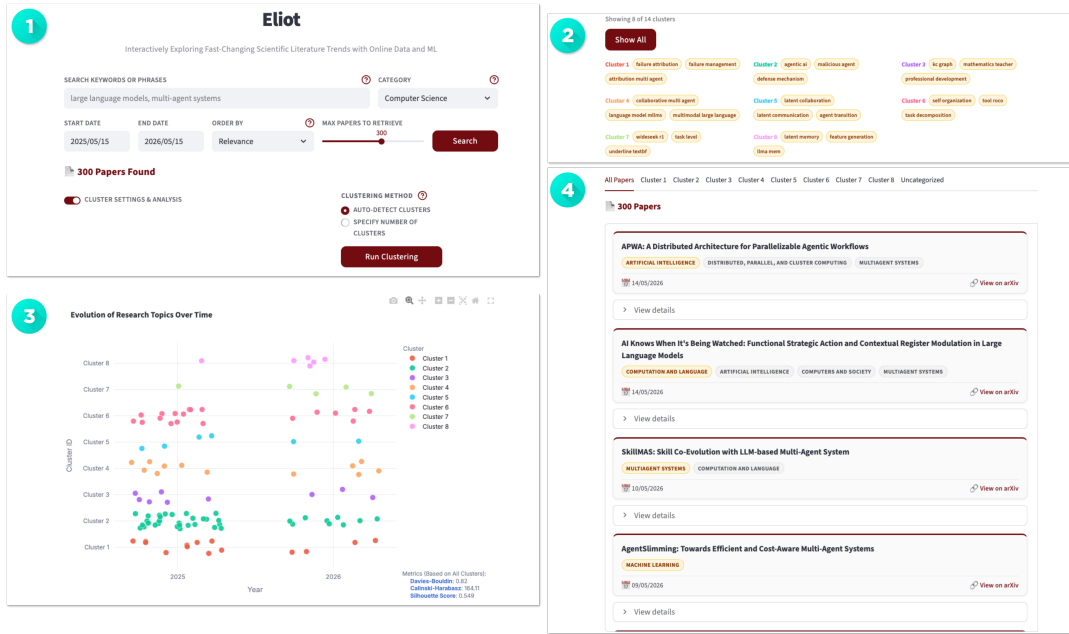 1
Eliot
Interactively Exploring Fast-Changing Scientific Literature Trends with Online Data and ML
SEARCH KEYWORDS OR PHRASES ?
CATEGORY ?
large language models, multi-agent systems
Computer Science
START DATE
END DATE
ORDER BY ?
MAX PAPERS TO RETRIEVE
2025/05/15
2026/05/15
Relevance
300
Search
300 Papers Found
CLUSTER SETTINGS & ANALYSIS
CLUSTERING METHOD ?
AUTO-DETECT CLUSTERS
SPECIFY NUMBER OF
CLUSTERS
Run Clustering
2
Showing 8 of 14 clusters
Show All
Cluster 1 failure attribution failure management
attribution multi agent
Cluster 2 agentic ai malicious agent
defense mechanism
Cluster 3 kc graph mathematics teacher
professional development
Cluster 4 collaborative multi agent
language model mllms multimodal large language
Cluster 5 latent collaboration
latent communication agent transition
Cluster 6 self organization tool roco
task decomposition
Cluster 7 wideseek r1 task level
underline textbf
Cluster 8 latent memory feature generation
llma mem
3
Evolution of Research Topics Over Time
Cluster
Cluster 1
Cluster 2
Cluster 3
Cluster 4
Cluster 5
Cluster 6
Cluster 7
Cluster 8
Cluster ID
Cluster 8
Cluster 7
Cluster 6
Cluster 5
Cluster 4
Cluster 3
Cluster 2
Cluster 1
2025
2026
Year
Metrics (Based on All Clusters):
Davies-Bouldin: 0.82
Calinski-Harabasz: 164.11
Silhouette Score: 0.549
4
All Papers Cluster 1 Cluster 2 Cluster 3 Cluster 4 Cluster 5 Cluster 6 Cluster 7 Cluster 8 Uncategorized
300 Papers
APWA: A Distributed Architecture for Parallelizable Agentic Workflows
ARTIFICIAL INTELLIGENCE DISTRIBUTED, PARALLEL, AND CLUSTER COMPUTING MULTIAGENT SYSTEMS
14/05/2026
View on arXiv
View details
AI Knows When It's Being Watched: Functional Strategic Action and Contextual Register Modulation in Large
Language Models
COMPUTATION AND LANGUAGE ARTIFICIAL INTELLIGENCE COMPUTERS AND SOCIETY MULTIAGENT SYSTEMS
14/05/2026
View on arXiv
View details
SkillMAS: Skill Co-Evolution with LLM-based Multi-Agent System
MULTIAGENT SYSTEMS COMPUTATION AND LANGUAGE
10/05/2026
View on arXiv
View details
AgentSlimming: Towards Efficient and Cost-Aware Multi-Agent Systems
MACHINE LEARNING
09/05/2026
View on arXiv
View details